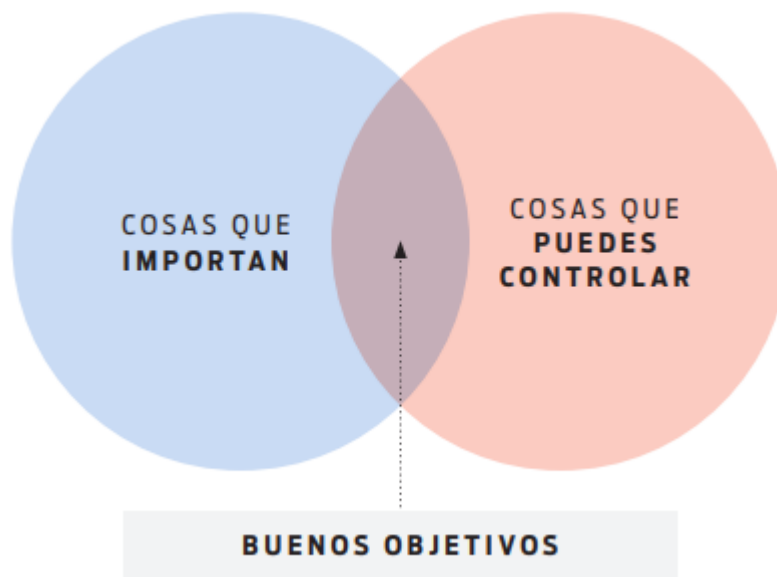 COSAS QUE
IMPORTAN
COSAS QUE
PUEDES
CONTROLAR
BUENOS OBJETIVOS